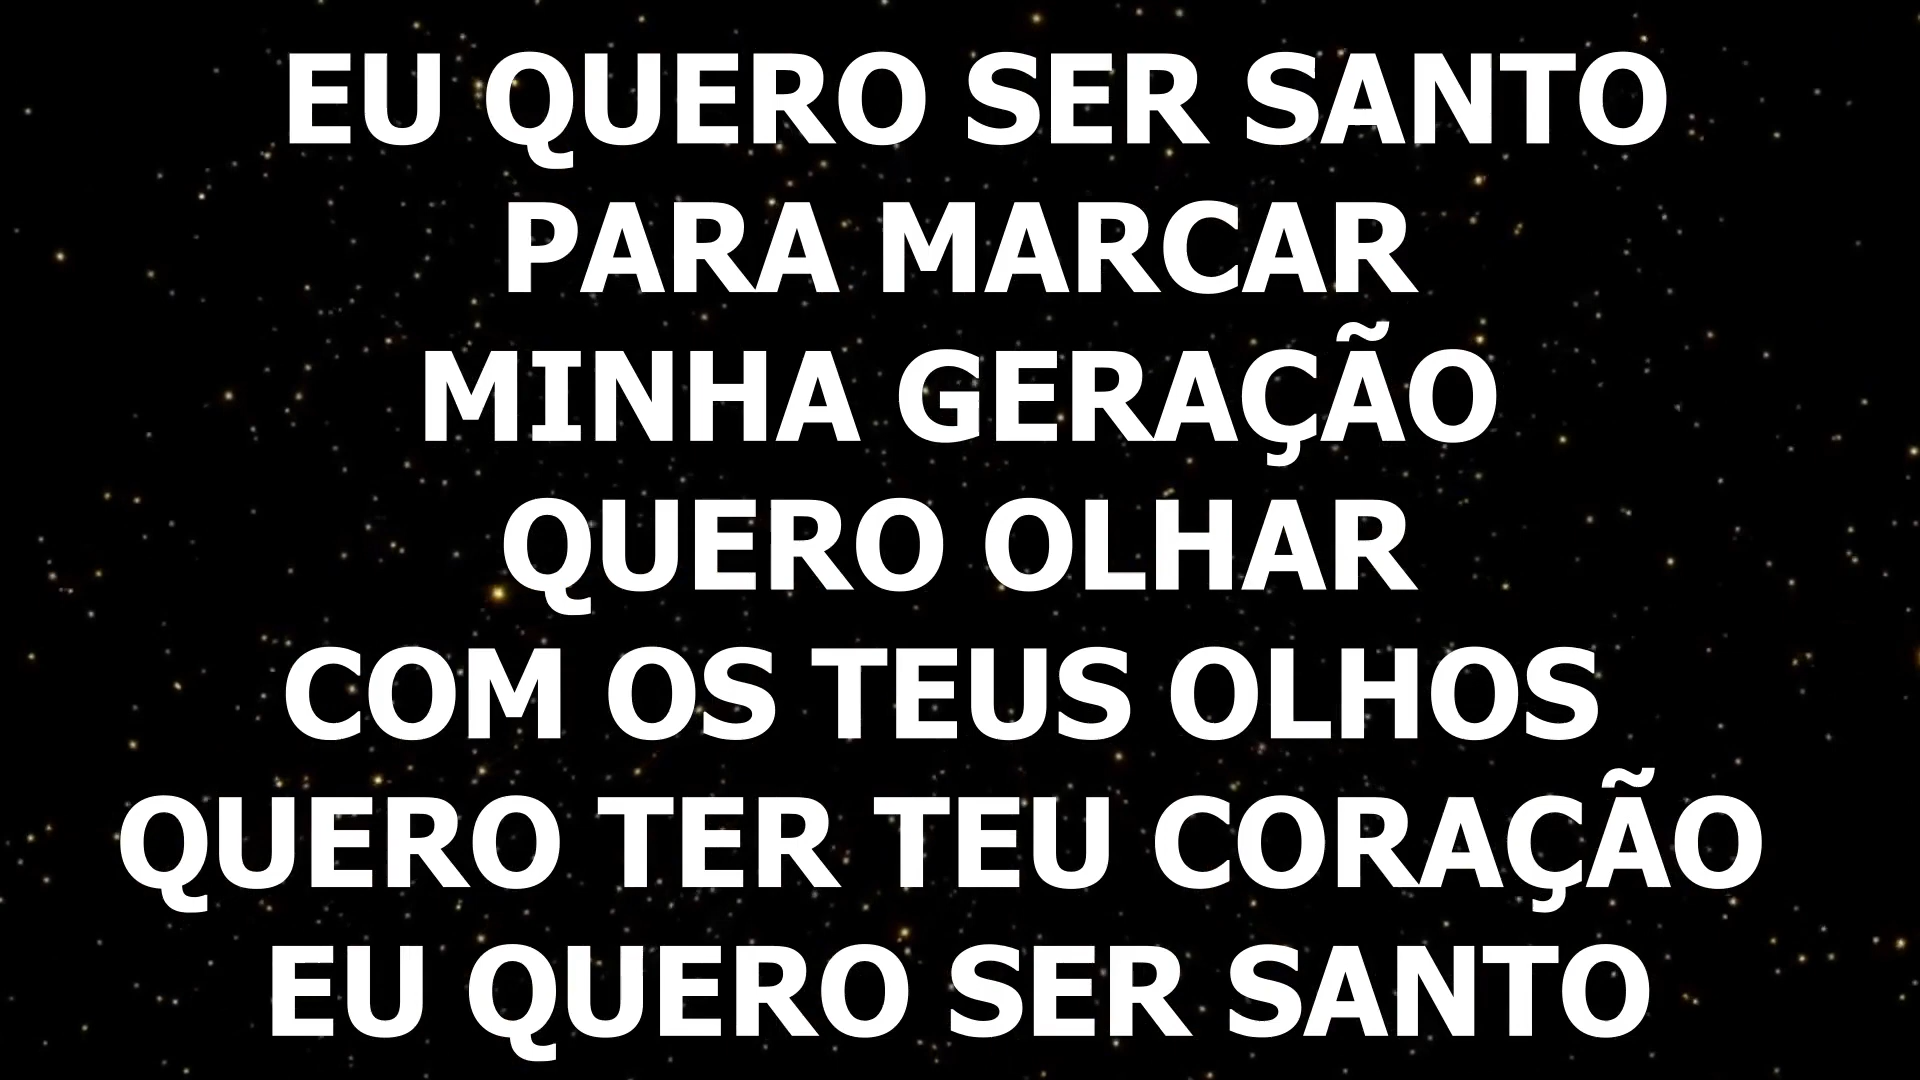 EU QUERO SER SANTO
PARA MARCAR
MINHA GERAÇÃO
QUERO OLHAR
COM OS TEUS OLHOS
QUERO TER TEU CORAÇÃO
EU QUERO SER SANTO